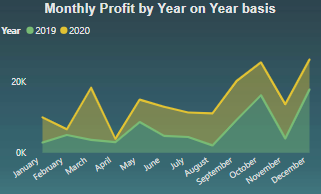 Monthly Profit by Year on Year basis
Year 2019 2020
20K
0K
January February March April May June July August September October November December